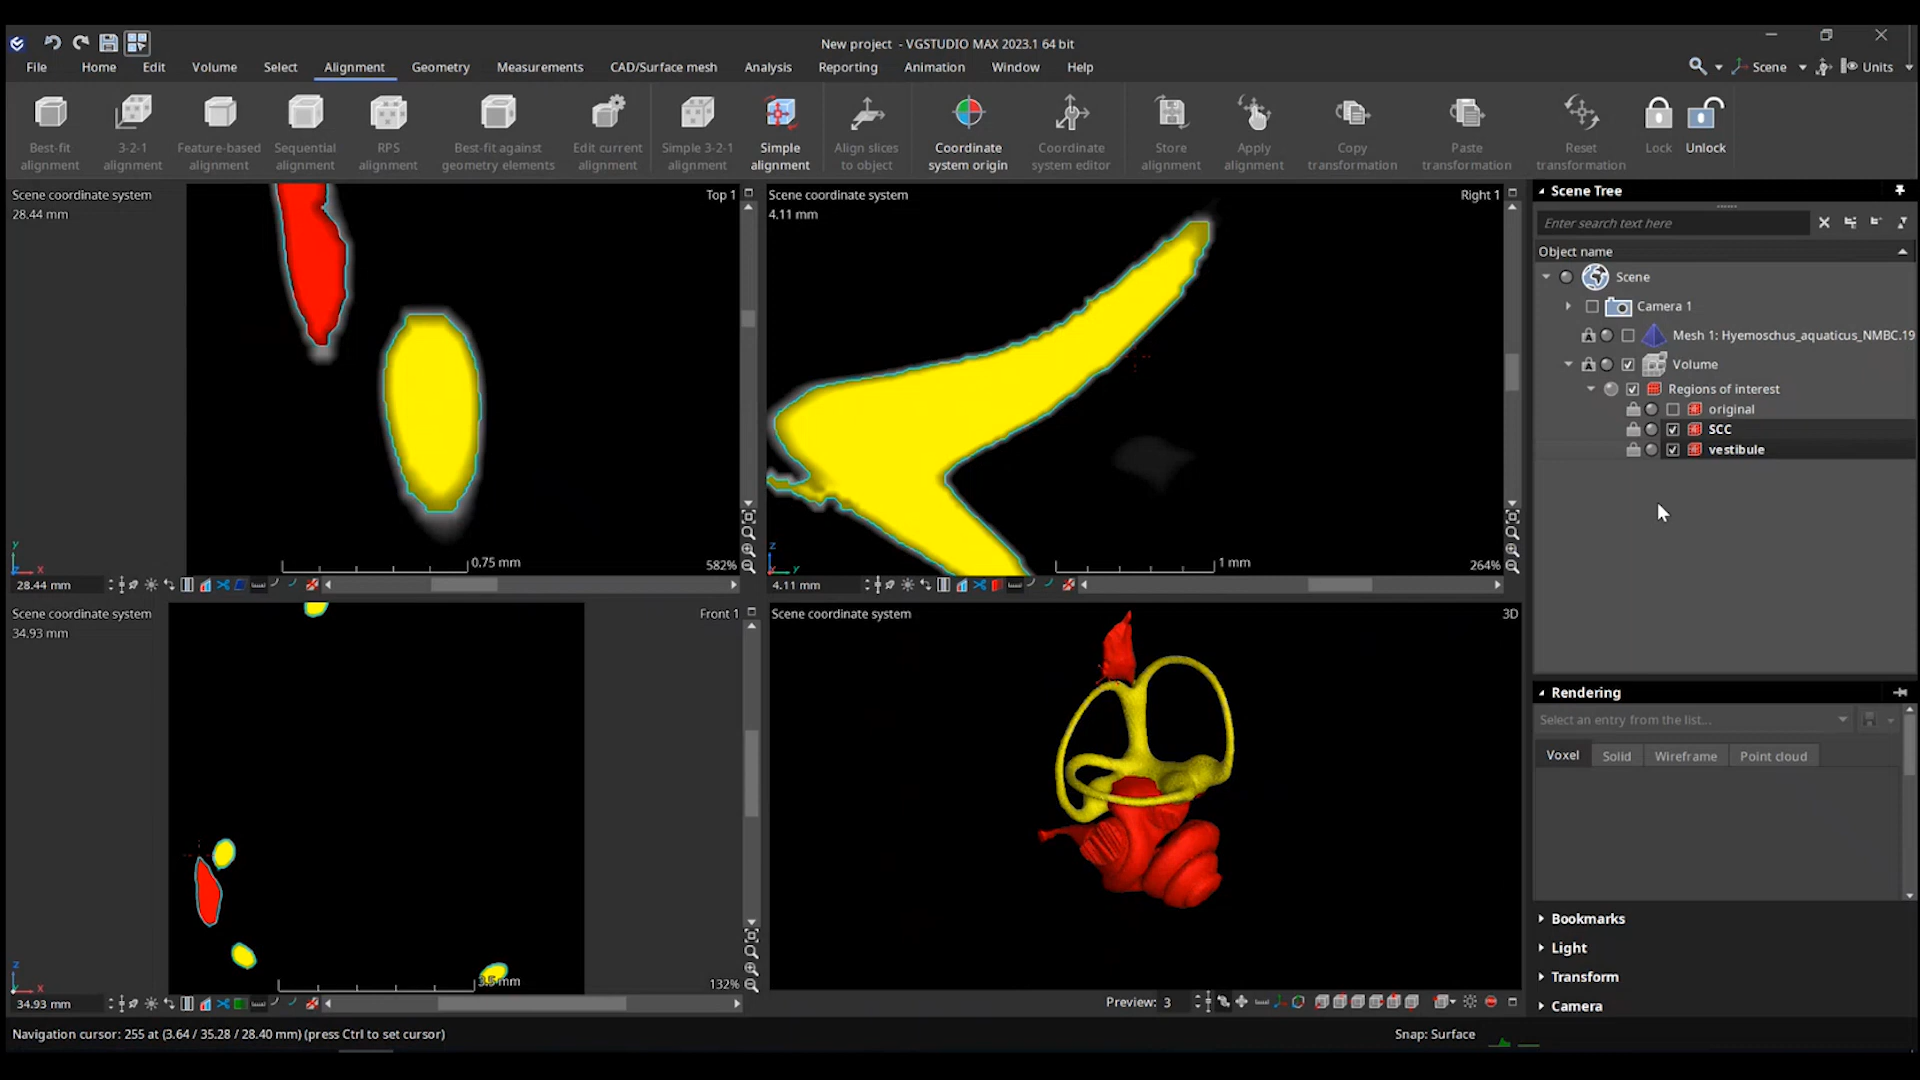 New project - VGSTUDIO MAX 2023.1 64 bit
File Home Edit Volume Select Alignment Geometry Measurements CAD/Surface mesh Analysis Reporting Animation Window Help Scene Units
Best-fit alignment
3-2-1 alignment
Feature-based alignment
Sequential alignment
RPS alignment
Best-fit against geometry elements
Edit current alignment
Simple 3-2-1 alignment
Simple alignment
Align slices to object
Coordinate system origin
Coordinate system editor
Store alignment
Apply alignment
Copy transformation
Paste transformation
Reset transformation
Lock
Unlock
Scene coordinate system Top 1
28.44 mm
0.75 mm
582%
28.44 mm
Scene coordinate system Right 1
4.11 mm
1 mm
264%
4.11 mm
Scene coordinate system Front 1
34.93 mm
3.5 mm
132%
34.93 mm
Scene coordinate system 3D
Preview: 3
Scene Tree
Enter search text here
Object name
Scene
Camera 1
Mesh 1: Hyemoschus_aquaticus_NMBC.19
Volume
Regions of interest
original
SCC
vestibule
Rendering
Select an entry from the list...
Voxel Solid Wireframe Point cloud
Bookmarks
Light
Transform
Camera
Navigation cursor: 255 at (3.64 / 35.28 / 28.40 mm) (press Ctrl to set cursor)
Snap: Surface